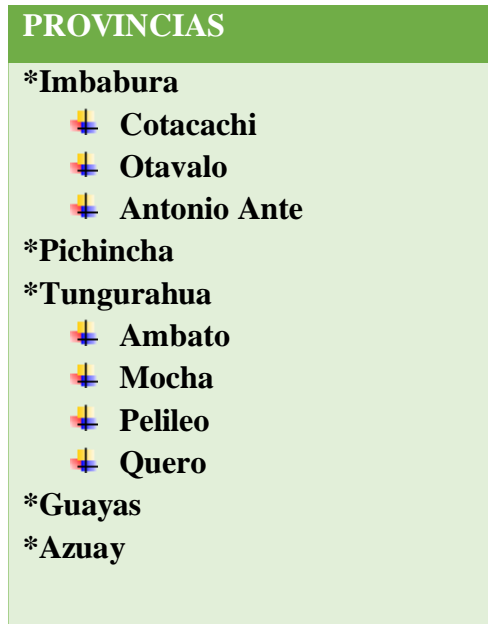 PROVINCIAS
*Imbabura
Cotacachi
Otavalo
Antonio Ante
*Pichincha
*Tungurahua
Ambato
Mocha
Pelileo
Quero
*Guayas
*Azuay